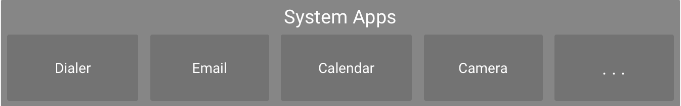 System Apps
Dialer
Email
Calendar
Camera
. . .